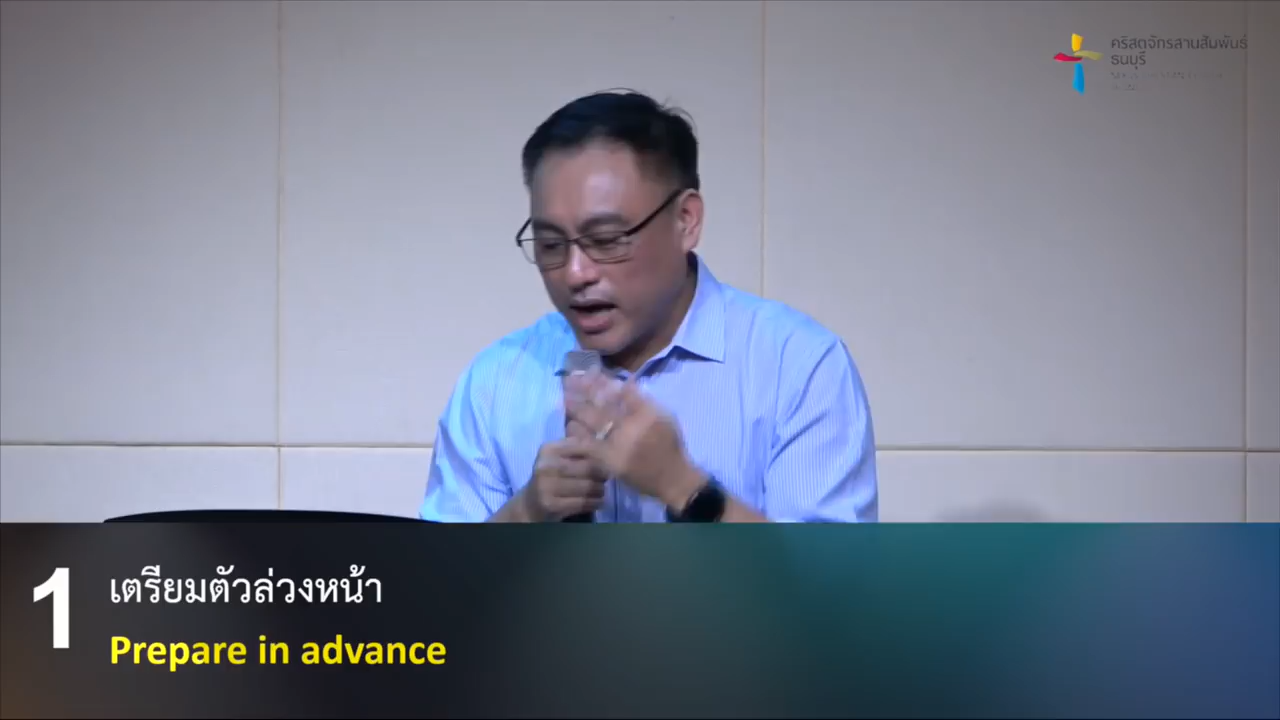 คริสตจักรสานสัมพันธ์
ธนบุรี
1
เตรียมตัวล่วงหน้า
Prepare in advance